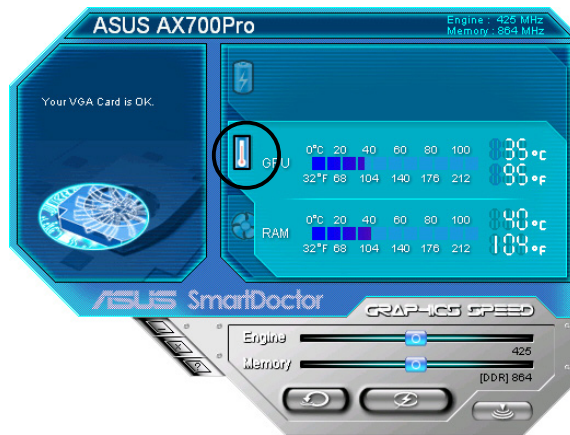 ASUS AX700Pro
Engine : 425 MHz
Memory : 864 MHz
Your VGA Card is OK.
GPU
0°C 20 40 60 80 100
32°F 68 104 140 176 212
35°C
95°F
RAM
0°C 20 40 60 80 100
32°F 68 104 140 176 212
40°C
104°F
ASUS SmartDoctor
GRAPHICS SPEED
Engine
425
Memory
[DDR] 864